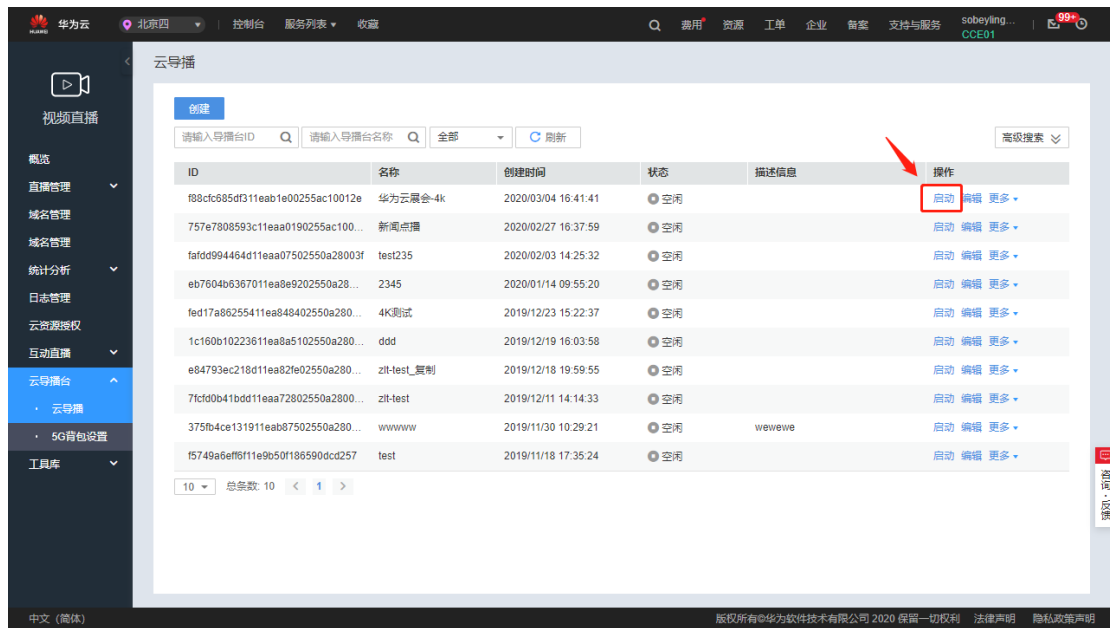 HUAWEI 华为云 北京四 控制台 服务列表 收藏 费用 资源 工单 企业 备案 支持与服务 sobeyling... CCE01 99+
云导播
视频直播
概览
直播管理
域名管理
域名管理
统计分析
日志管理
云资源授权
互动直播
云导播台
· 云导播
· 5G背包设置
工具库
创建
请输入导播台ID 请输入导播台名称 全部 刷新 高级搜索
ID 名称 创建时间 状态 描述信息 操作
f88cfc685df311eab1e00255ac10012e 华为云展会-4k 2020/03/04 16:41:41 空闲 启动 编辑 更多
757e7808593c11eaa0190255ac100... 新闻点播 2020/02/27 16:37:59 空闲 启动 编辑 更多
fafdd994464d11eaa07502550a28003f test235 2020/02/03 14:25:32 空闲 启动 编辑 更多
eb7604b6367011ea8e9202550a28... 2345 2020/01/14 09:55:20 空闲 启动 编辑 更多
fed17a86255411ea848402550a280... 4K测试 2019/12/23 15:22:37 空闲 启动 编辑 更多
1c160b10223611ea8a5102550a280... ddd 2019/12/19 16:03:58 空闲 启动 编辑 更多
e84793ec218d11ea82fe02550a280... zlt-test_复制 2019/12/18 19:59:55 空闲 启动 编辑 更多
7fcfd0b41bdd11eaa72802550a2800... zlt-test 2019/12/11 14:14:33 空闲 启动 编辑 更多
375fb4ce131911eab87502550a280... wwwww 2019/11/30 10:29:21 空闲 wewewe 启动 编辑 更多
f5749a6eff6f11e9b50f186590dcd257 test 2019/11/18 17:35:24 空闲 启动 编辑 更多
10 总条数: 10 < 1 >
咨询·反馈
中文 (简体) 版权所有©华为软件技术有限公司 2020 保留一切权利 法律声明 隐私政策声明